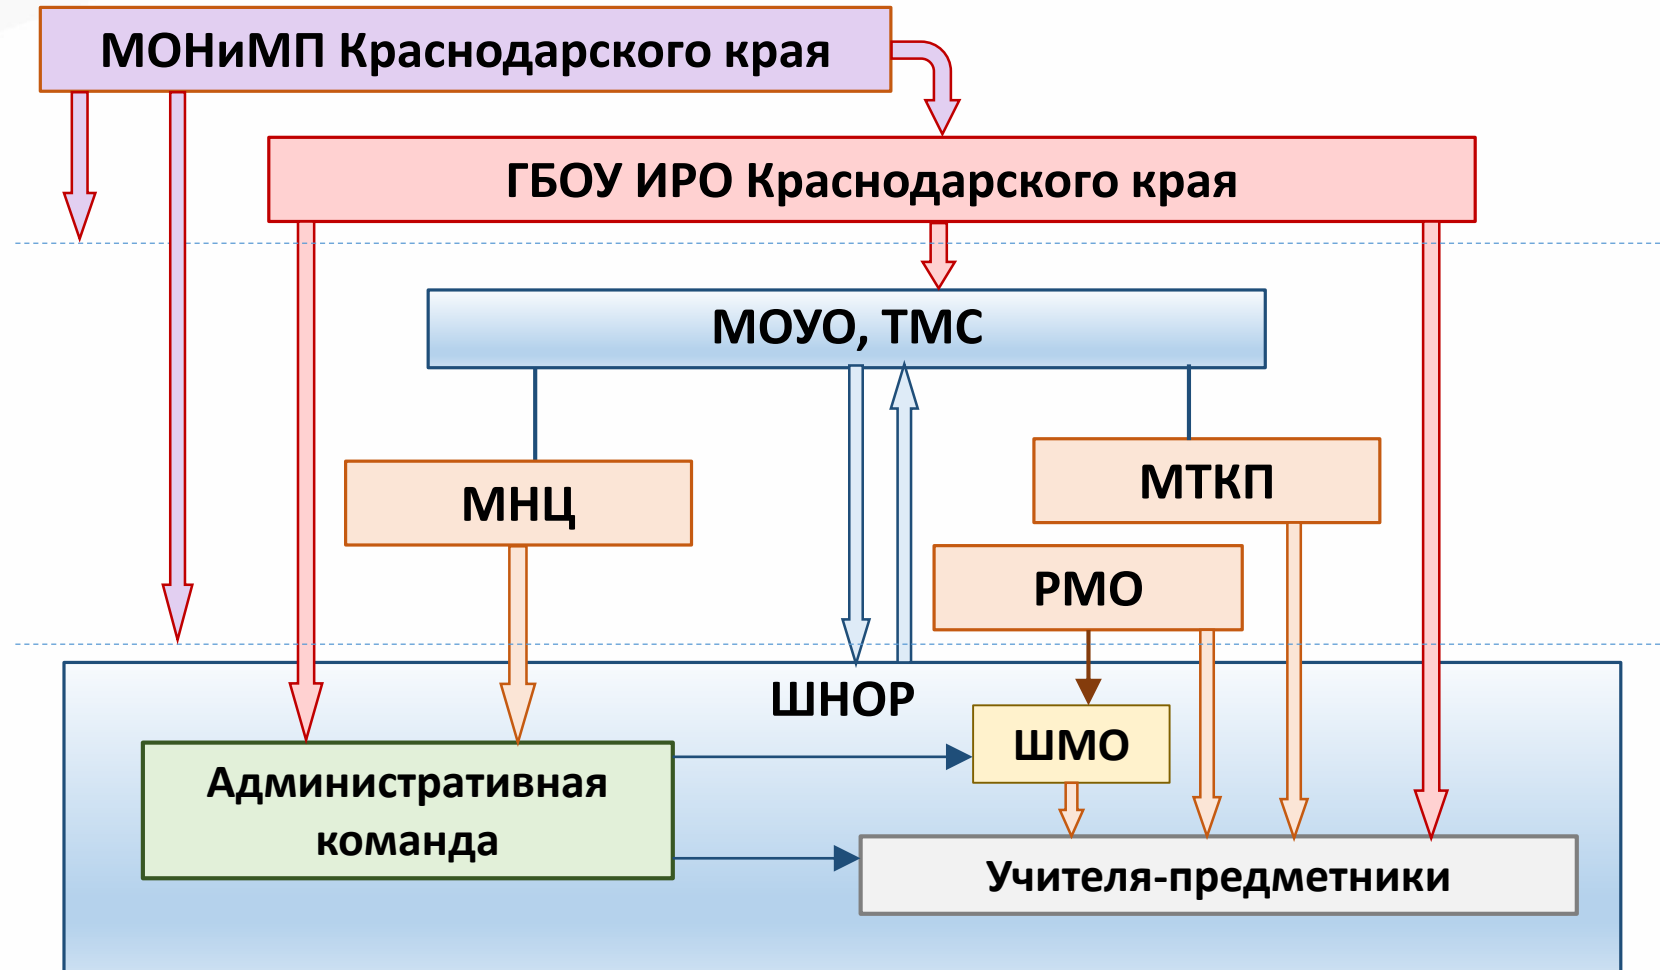 МОНиМП Краснодарского края
ГБОУ ИРО Краснодарского края
МОУО, ТМС
МНЦ
МТКП
РМО
ШНОР
ШМО
Административная
команда
Учителя-предметники